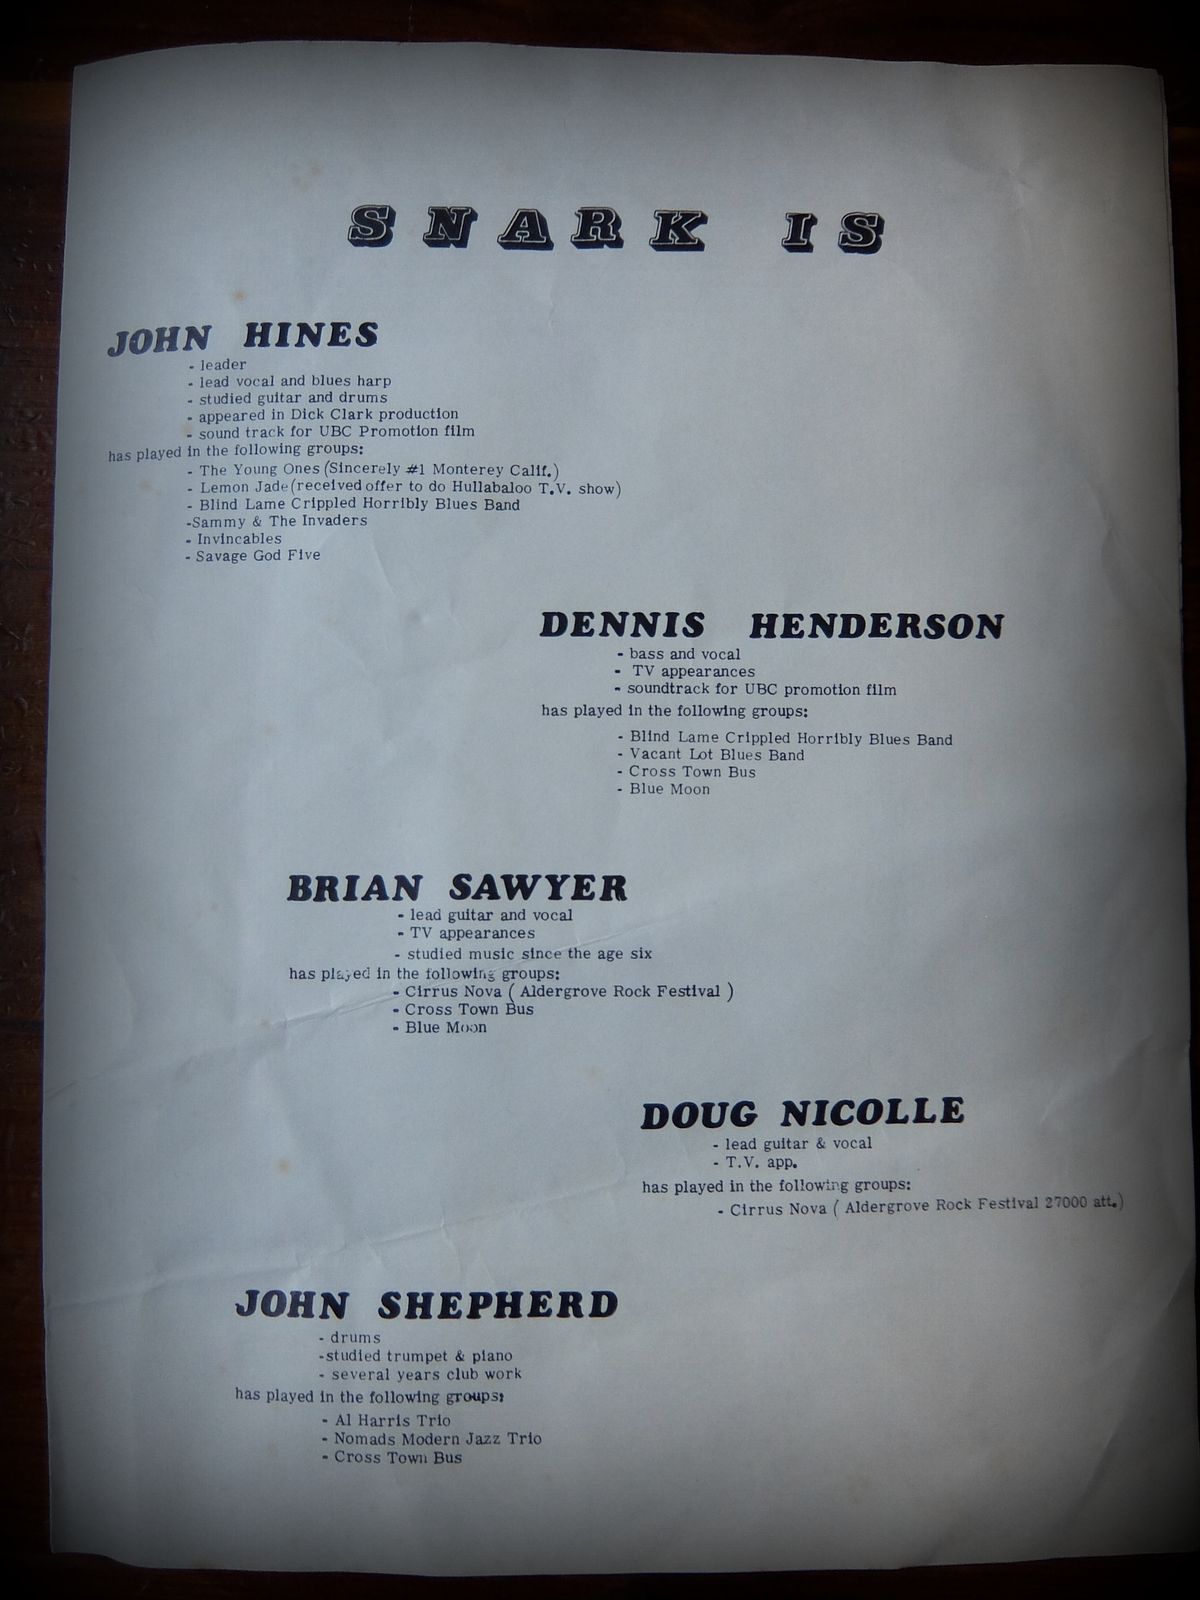 SNARK IS
JOHN HINES
- leader
- lead vocal and blues harp
- studied guitar and drums
- appeared in Dick Clark production
- sound track for UBC Promotion film
has played in the following groups:
- The Young Ones (Sincerely #1 Monterey Calif.)
- Lemon Jade (received offer to do Hullabaloo T.V. show)
- Blind Lame Crippled Horribly Blues Band
-Sammy & The Invaders
- Invincables
- Savage God Five
DENNIS HENDERSON
- bass and vocal
- TV appearances
- soundtrack for UBC promotion film
has played in the following groups:
- Blind Lame Crippled Horribly Blues Band
- Vacant Lot Blues Band
- Cross Town Bus
- Blue Moon
BRIAN SAWYER
- lead guitar and vocal
- TV appearances
- studied music since the age six
has played in the following groups:
- Cirrus Nova ( Aldergrove Rock Festival )
- Cross Town Bus
- Blue Moon
DOUG NICOLLE
- lead guitar & vocal
- T.V. app.
has played in the following groups:
- Cirrus Nova ( Aldergrove Rock Festival 27000 att.)
JOHN SHEPHERD
- drums
-studied trumpet & piano
- several years club work
has played in the following groups:
- Al Harris Trio
- Nomads Modern Jazz Trio
- Cross Town Bus